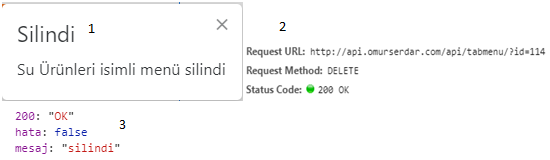 Silindi 1 ×
Su Ürünleri isimli menü silindi
2
Request URL: http://api.omurserdar.com/api/tabmenu/?id=114
Request Method: DELETE
Status Code: 200 OK
200: "OK"
hata: false 3
mesaj: "silindi"